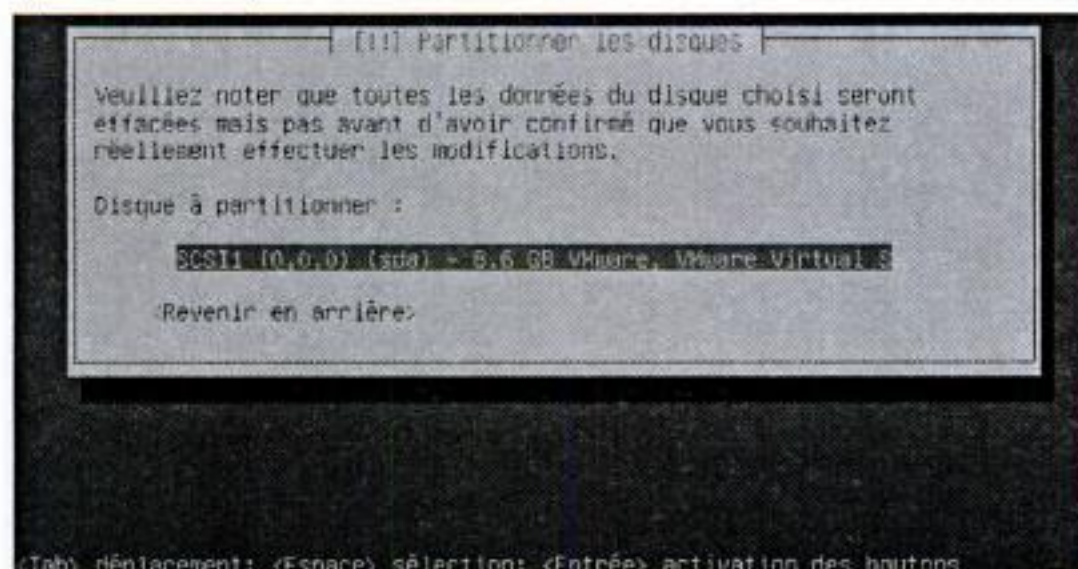 [!!] Partitionner les disques
Veuillez noter que toutes les données du disque choisi seront
effacées mais pas avant d'avoir confirmé que vous souhaitez
réellement effectuer les modifications.
Disque à partitionner :
SCSI1 (0,0,0) (sda) - 8.6 GB VMware, VMware Virtual S
<Revenir en arrière>
<Tab> déplacement; <Espace> sélection; <Entrée> activation des boutons